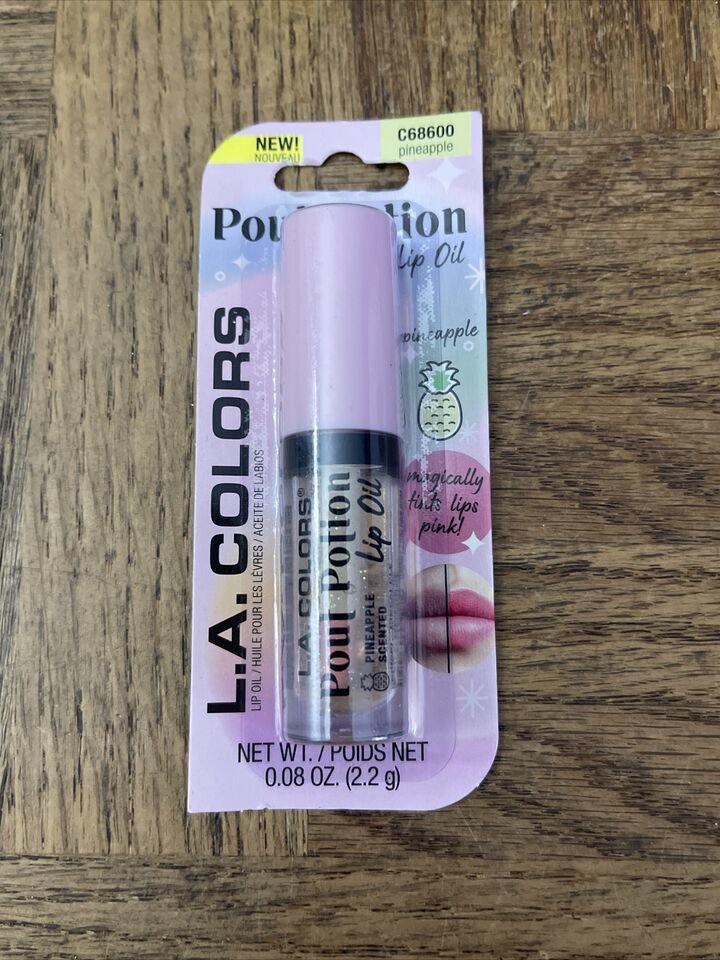 NEW!
NOUVEAU
C68600
pineapple
Lip Oil
pineapple
magically
tints lips
pink!
L.A. COLORS
LIP OIL / HUILE POUR LES LÈVRES / ACEITE DE LABIOS
L.A. COLORS®
Pout Potion
Lip Oil
PINEAPPLE
SCENTED
NET WT. / POIDS NET
0.08 OZ. (2.2 g)